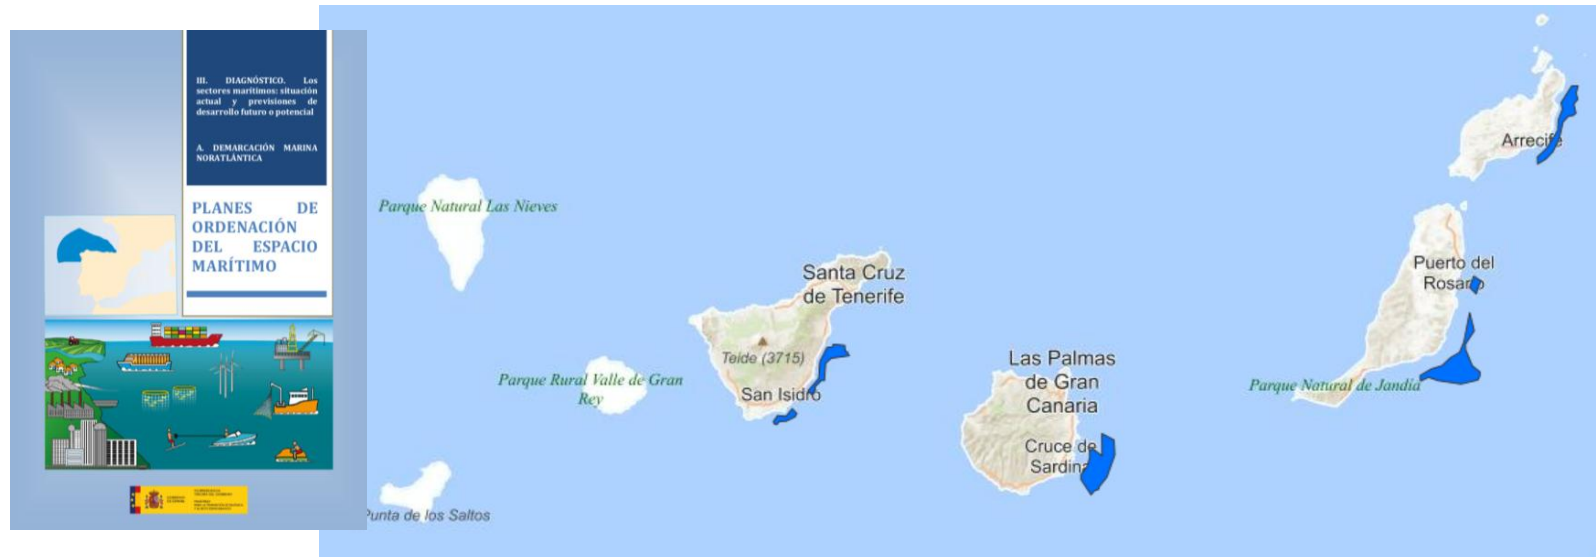 III. DIAGNÓSTICO. Los
sectores marítimos: situación
actual y previsiones de
desarrollo futuro o potencial
A. DEMARCACIÓN MARINA
NORATLÁNTICA
PLANES DE
ORDENACIÓN
DEL ESPACIO
MARÍTIMO
Parque Natural Las Nieves
Santa Cruz
de Tenerife
Teide (3715)
San Isidro
Parque Rural Valle de Gran
Rey
Punta de los Saltos
Las Palmas
de Gran
Canaria
Cruce de
Sardina
Arrecife
Puerto del
Rosario
Parque Natural de Jandía